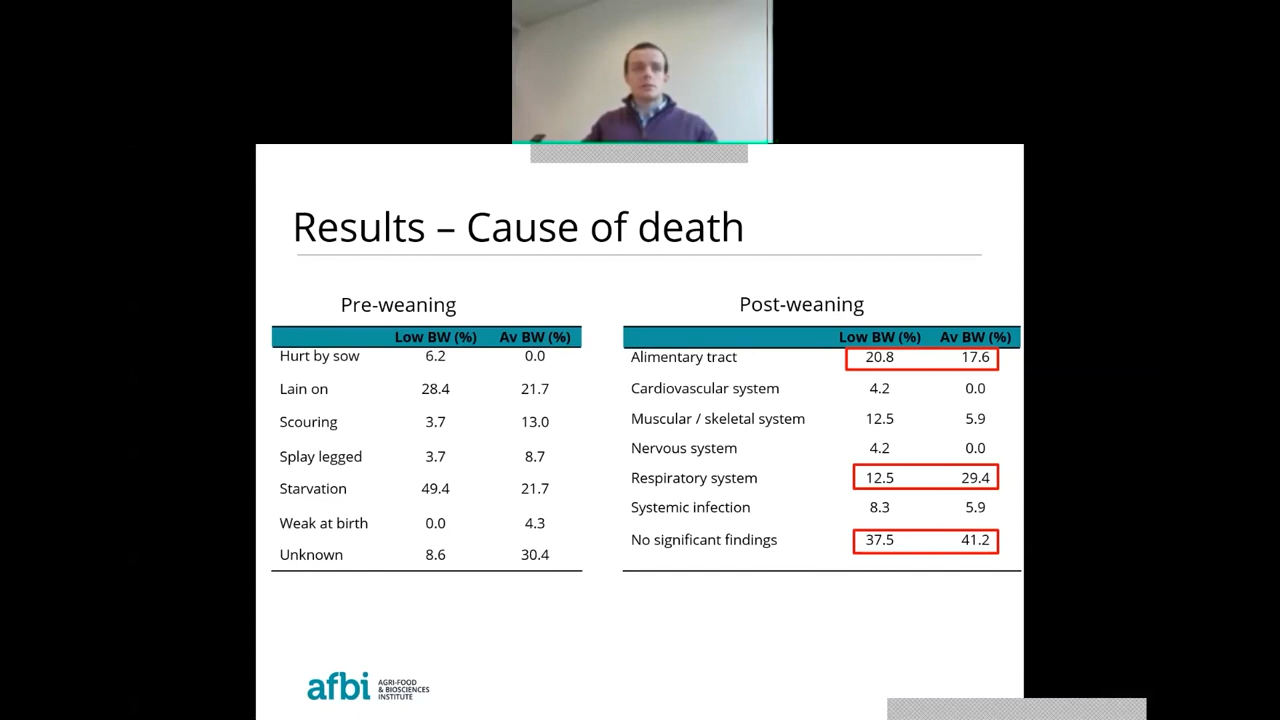 Results – Cause of death
Pre-weaning
Low BW (%) Av BW (%)
Hurt by sow 6.2 0.0
Lain on 28.4 21.7
Scouring 3.7 13.0
Splay legged 3.7 8.7
Starvation 49.4 21.7
Weak at birth 0.0 4.3
Unknown 8.6 30.4
Post-weaning
Low BW (%) Av BW (%)
Alimentary tract 20.8 17.6
Cardiovascular system 4.2 0.0
Muscular / skeletal system 12.5 5.9
Nervous system 4.2 0.0
Respiratory system 12.5 29.4
Systemic infection 8.3 5.9
No significant findings 37.5 41.2
afbi
AGRI-FOOD
& BIOSCIENCES
INSTITUTE